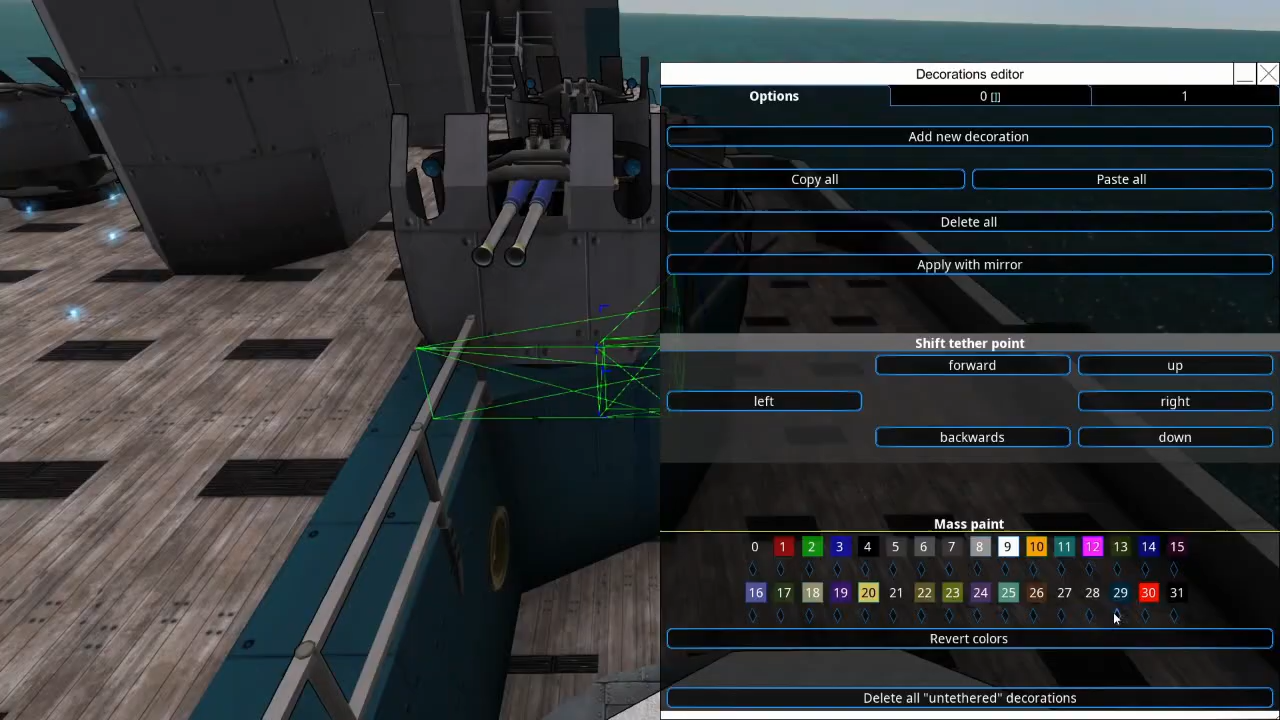 Decorations editor
Options 0 [] 1
Add new decoration
Copy all Paste all
Delete all
Apply with mirror
Shift tether point
forward up
left right
backwards down
Mass paint
0 1 2 3 4 5 6 7 8 9 10 11 12 13 14 15
16 17 18 19 20 21 22 23 24 25 26 27 28 29 30 31
Revert colors
Delete all "untethered" decorations